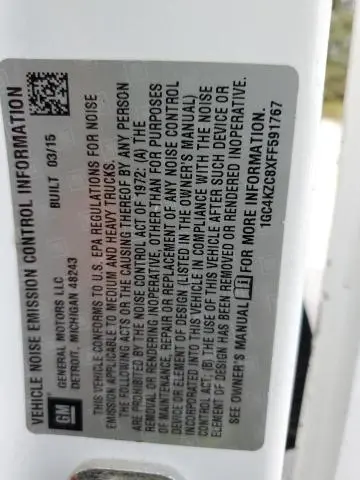 VEHICLE NOISE EMISSION CONTROL INFORMATION
GM
GENERAL MOTORS LLC
DETROIT, MICHIGAN 48243
BUILT 03/15
THIS VEHICLE CONFORMS TO U.S. EPA REGULATIONS FOR NOISE
EMISSION APPLICABLE TO MEDIUM AND HEAVY TRUCKS.
THE FOLLOWING ACTS OR THE CAUSING THEREOF BY ANY PERSON
ARE PROHIBITED BY THE NOISE CONTROL ACT OF 1972: (A) THE
REMOVAL OR RENDERING INOPERATIVE, OTHER THAN FOR PURPOSES
OF MAINTENANCE, REPAIR OR REPLACEMENT OF ANY NOISE CONTROL
DEVICE OR ELEMENT OF DESIGN (LISTED IN THE OWNER'S MANUAL)
INCORPORATED INTO THIS VEHICLE IN COMPLIANCE WITH THE NOISE
CONTROL ACT; (B) THE USE OF THIS VEHICLE AFTER SUCH DEVICE OR
ELEMENT OF DESIGN HAS BEEN REMOVED OR RENDERED INOPERATIVE.
SEE OWNER'S MANUAL i FOR MORE INFORMATION.
1GC4KZC8XFF591767